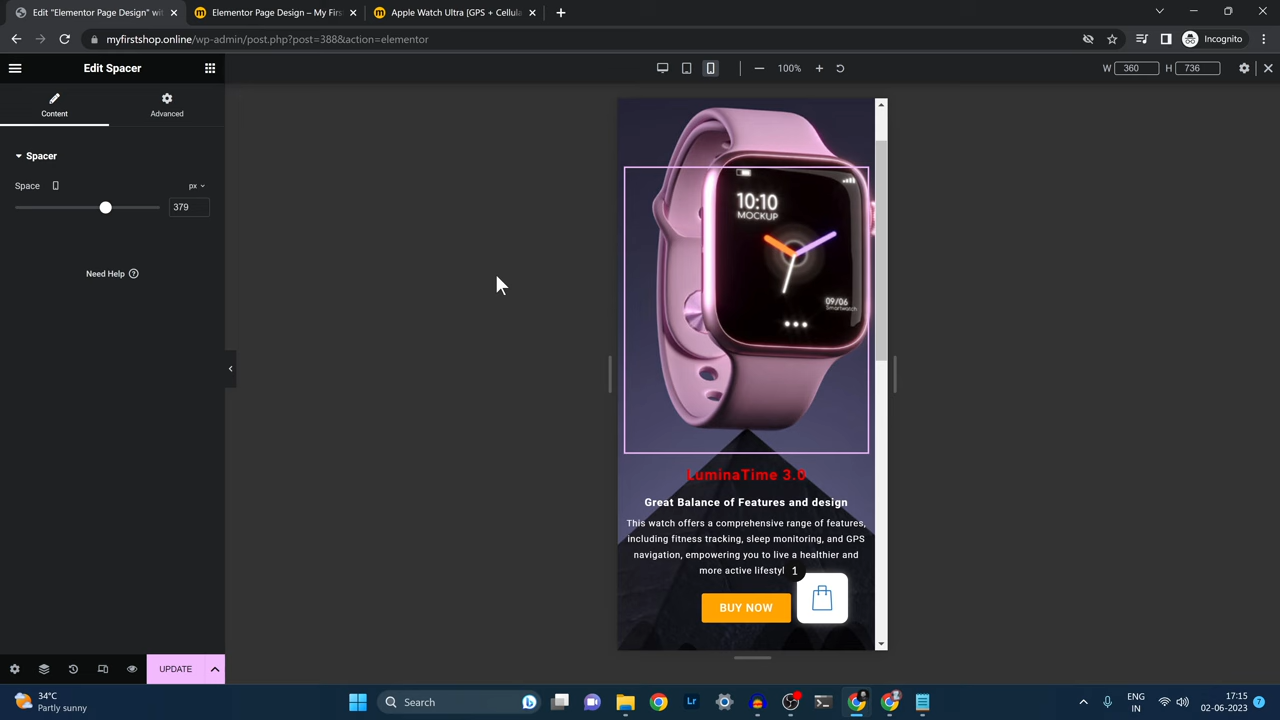 Edit "Elementor Page Design" wit
Elementor Page Design – My Firs
Apple Watch Ultra [GPS + Cellula
myfirstshop.online/wp-admin/post.php?post=388&action=elementor
Incognito
Edit Spacer
100%
W 360 H 736
Content
Advanced
Spacer
Space
px
379
Need Help
10:10
MOCKUP
09/06
Smartwatch
LuminaTime 3.0
Great Balance of Features and design
This watch offers a comprehensive range of features,
including fitness tracking, sleep monitoring, and GPS
navigation, empowering you to live a healthier and
more active lifestyl
1
BUY NOW
UPDATE
34°C
Partly sunny
Search
Lr
ENG
IN
17:15
02-06-2023
7